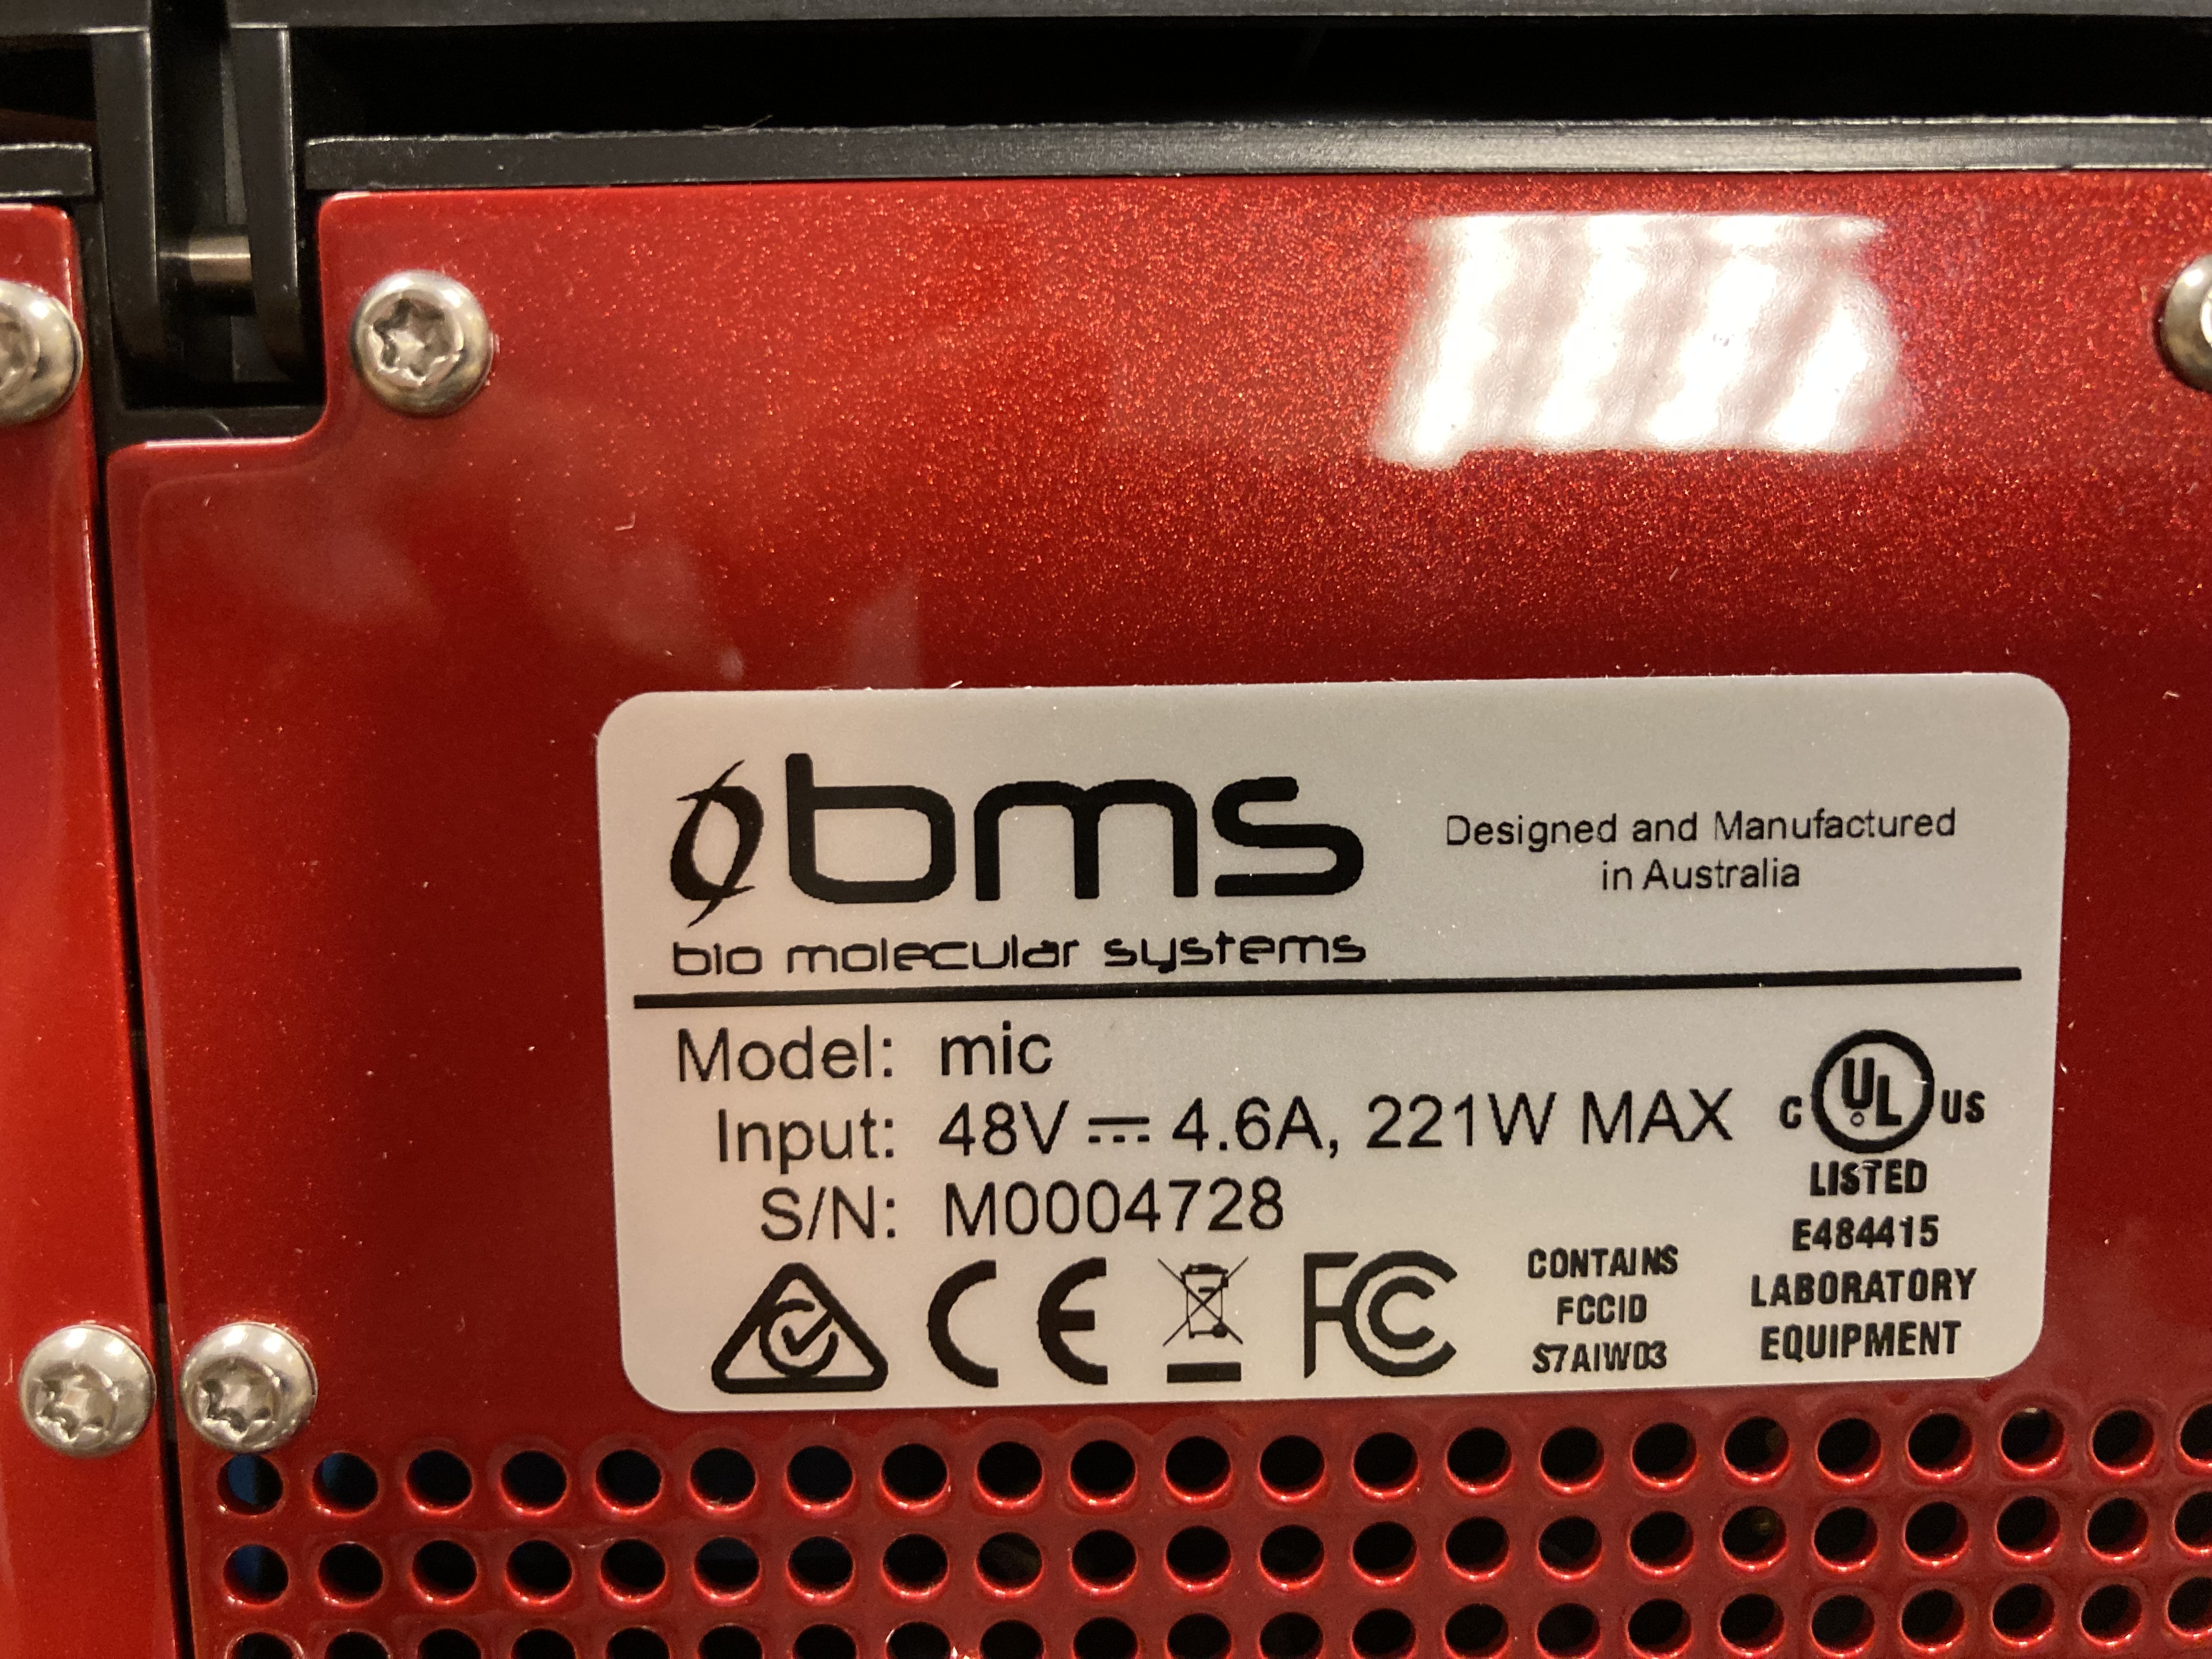 bms
bio molecular systems
Designed and Manufactured
in Australia
Model: mic
Input: 48V ⎓ 4.6A, 221W MAX
S/N: M0004728
C UL US
LISTED
E484415
LABORATORY
EQUIPMENT
CE
FC
CONTAINS
FCCID
S7AIW03